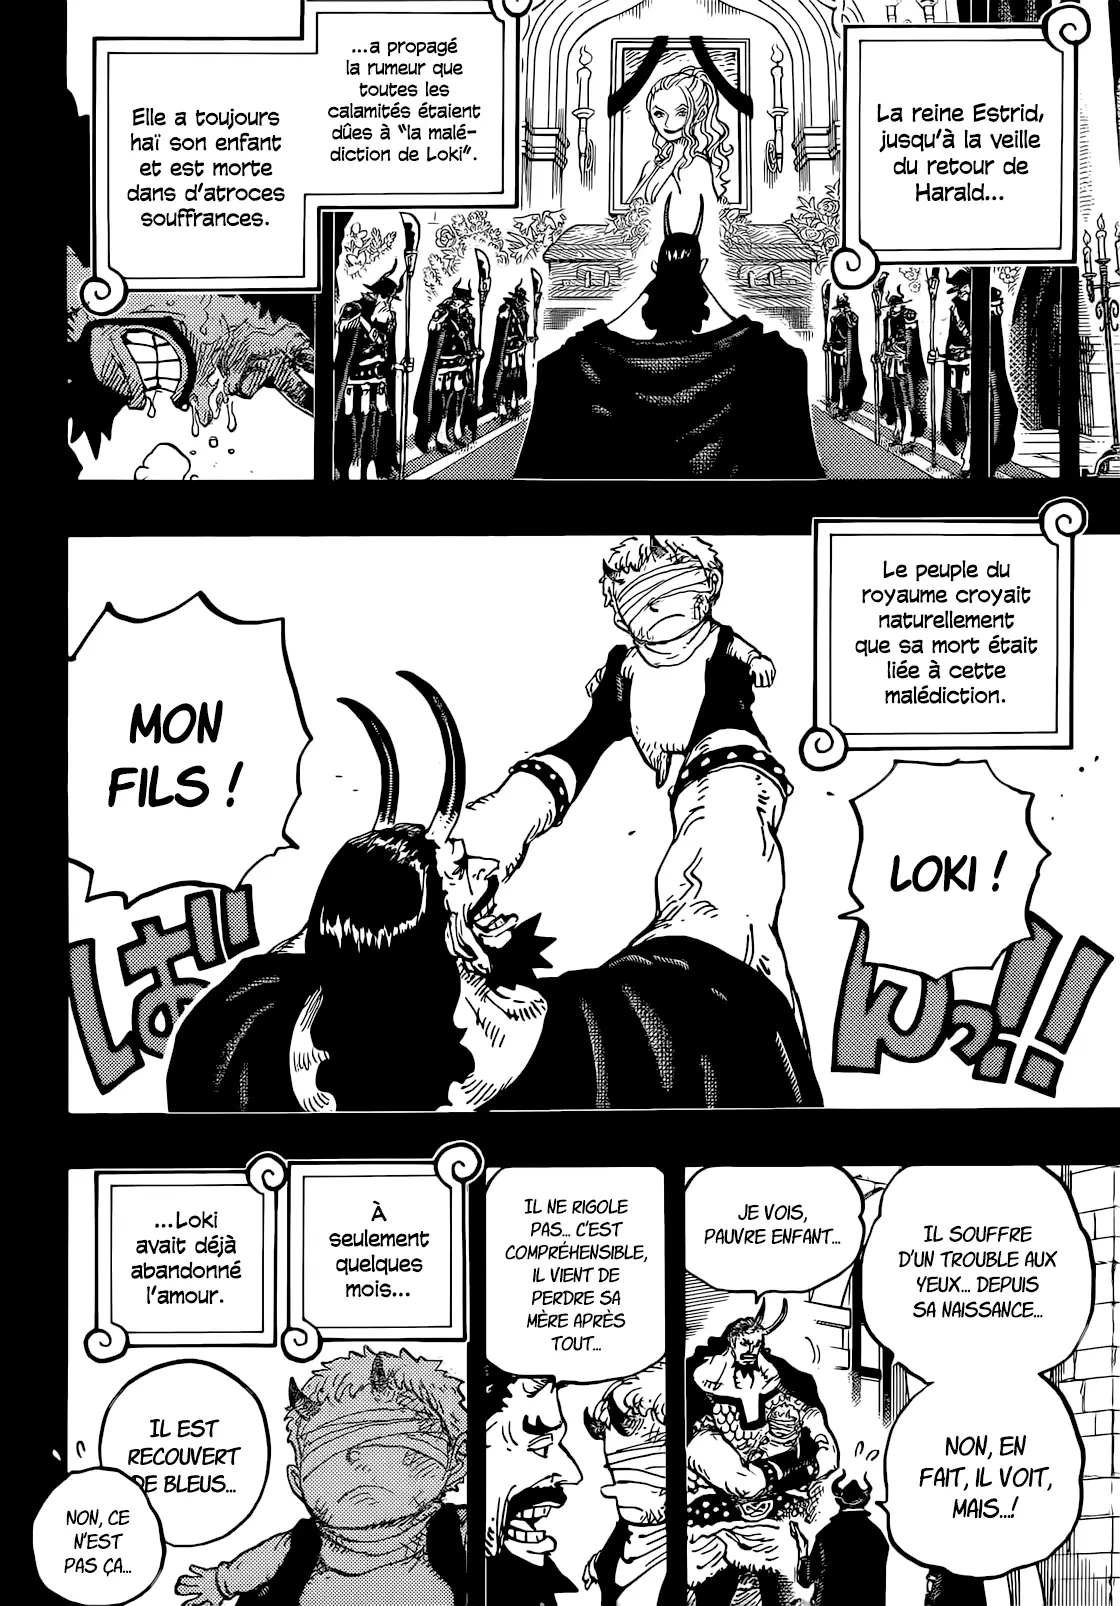 La reine Estrid,
jusqu'à la veille
du retour de
Harald...
...a propagé
la rumeur que
toutes les
calamités étaient
dûes à "la malé-
diction de Loki".
Elle a toujours
haï son enfant
et est morte
dans d'atroces
souffrances.
Le peuple du
royaume croyait
naturellement
que sa mort était
liée à cette
malédiction.
LOKI !
MON
FILS !
ばあ
んっ!!
IL SOUFFRE
D'UN TROUBLE AUX
YEUX... DEPUIS
SA NAISSANCE...
JE VOIS,
PAUVRE ENFANT...
NON, EN
FAIT, IL VOIT,
MAIS...!
IL NE RIGOLE
PAS... C'EST
COMPRÉHENSIBLE,
IL VIENT DE
PERDRE SA
MÈRE APRÈS
TOUT...
À
seulement
quelques
mois...
...Loki
avait déjà
abandonné
l'amour.
IL EST
RECOUVERT
DE BLEUS...
NON, CE
N'EST
PAS ÇA...